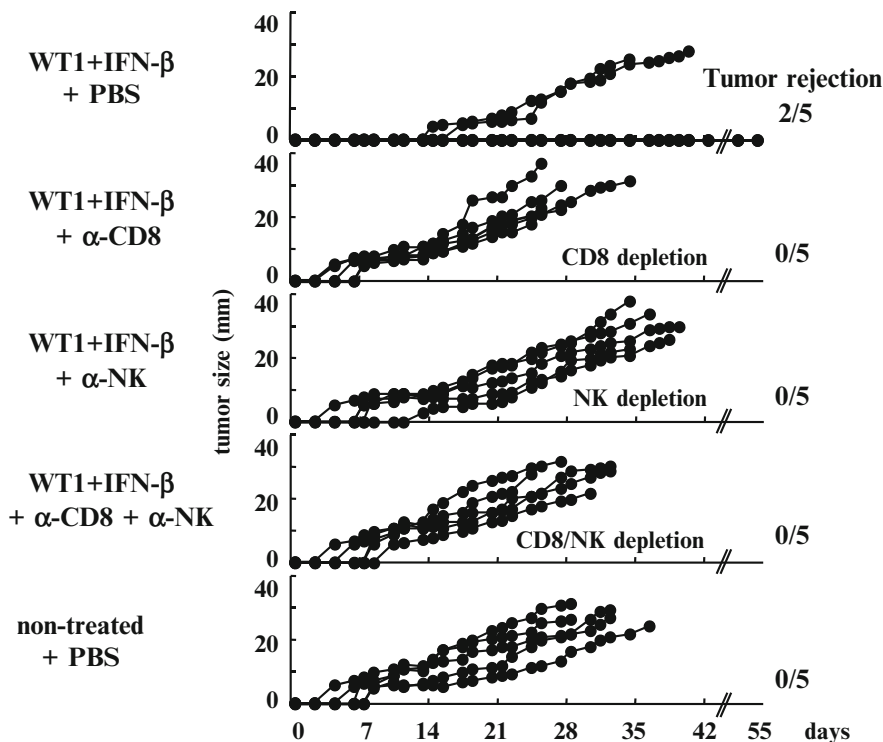 40
WT1+IFN-β
+ PBS
20
0
Tumor rejection
2/5
40
WT1+IFN-β
+ α-CD8
20
0
CD8 depletion
0/5
40
WT1+IFN-β
+ α-NK
20
0
NK depletion
0/5
tumor size (mm)
40
WT1+IFN-β
+ α-CD8 + α-NK
20
0
CD8/NK depletion
0/5
40
non-treated
+ PBS
20
0
0/5
0 7 14 21 28 35 42 55 days